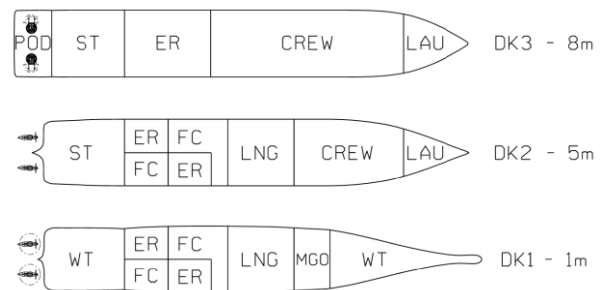 POD ST ER CREW LAU DK3 - 8m
ER FC
ST LNG CREW LAU DK2 - 5m
FC ER
ER FC
WT LNG MGO WT DK1 - 1m
FC ER